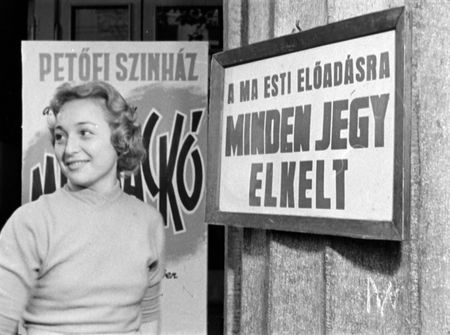 PETŐFI SZINHÁZ
A MA ESTI ELŐADÁSRA
MINDEN JEGY
ELKELT